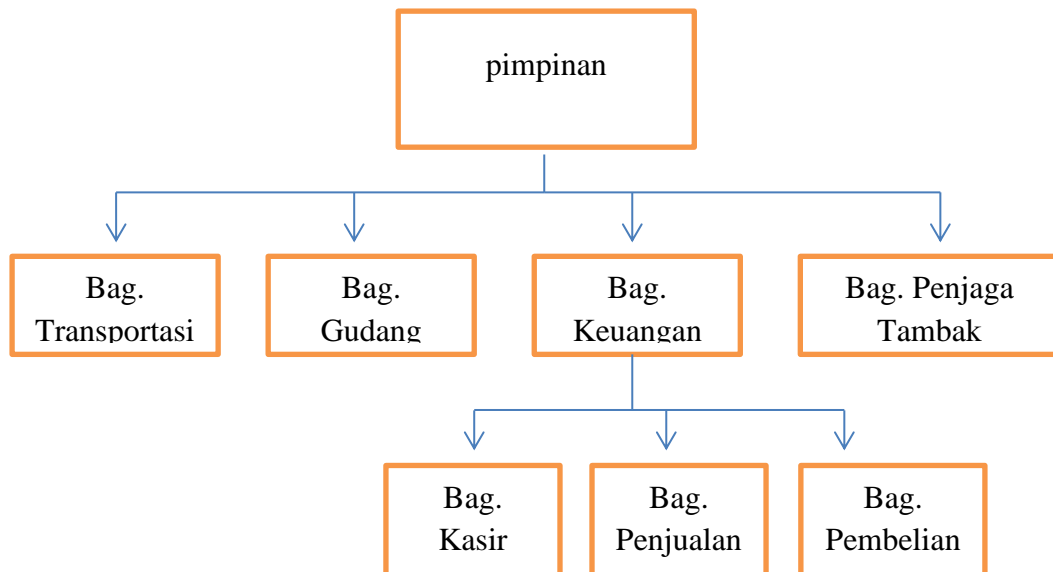 pimpinan
Bag.
Transportasi
Bag.
Gudang
Bag.
Keuangan
Bag. Penjaga
Tambak
Bag.
Kasir
Bag.
Penjualan
Bag.
Pembelian